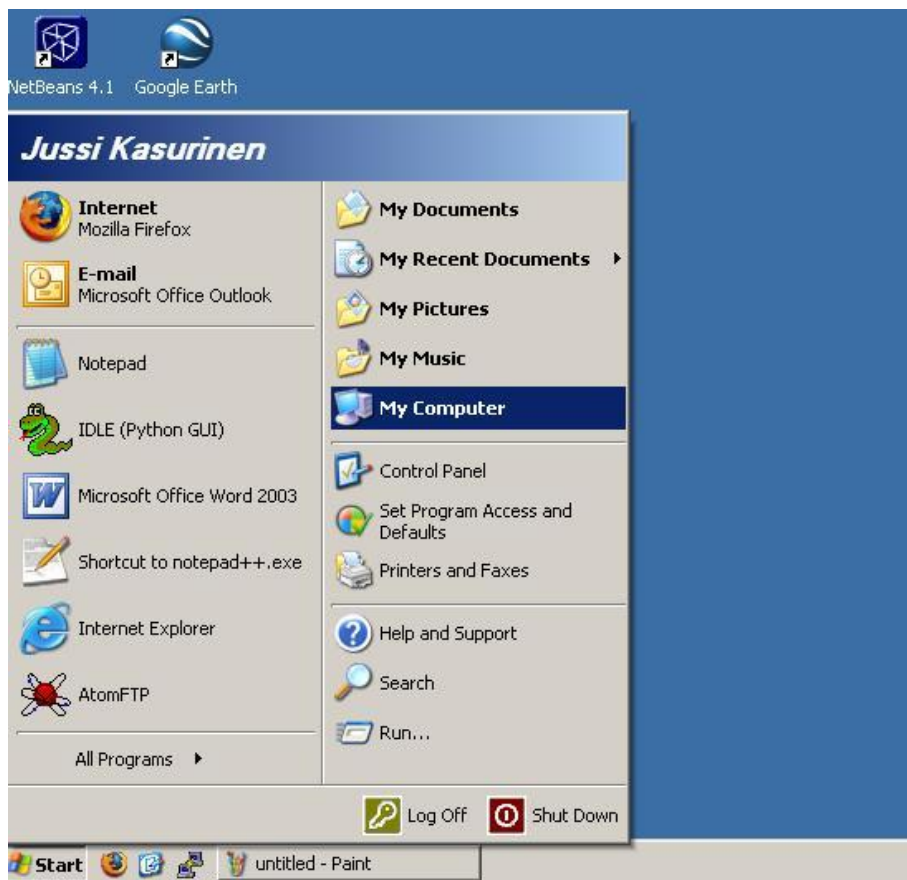 NetBeans 4.1
Google Earth
Jussi Kasurinen
Internet
Mozilla Firefox
E-mail
Microsoft Office Outlook
Notepad
IDLE (Python GUI)
Microsoft Office Word 2003
Shortcut to notepad++.exe
Internet Explorer
AtomFTP
All Programs
My Documents
My Recent Documents
My Pictures
My Music
My Computer
Control Panel
Set Program Access and
Defaults
Printers and Faxes
Help and Support
Search
Run...
Log Off
Shut Down
Start
untitled - Paint